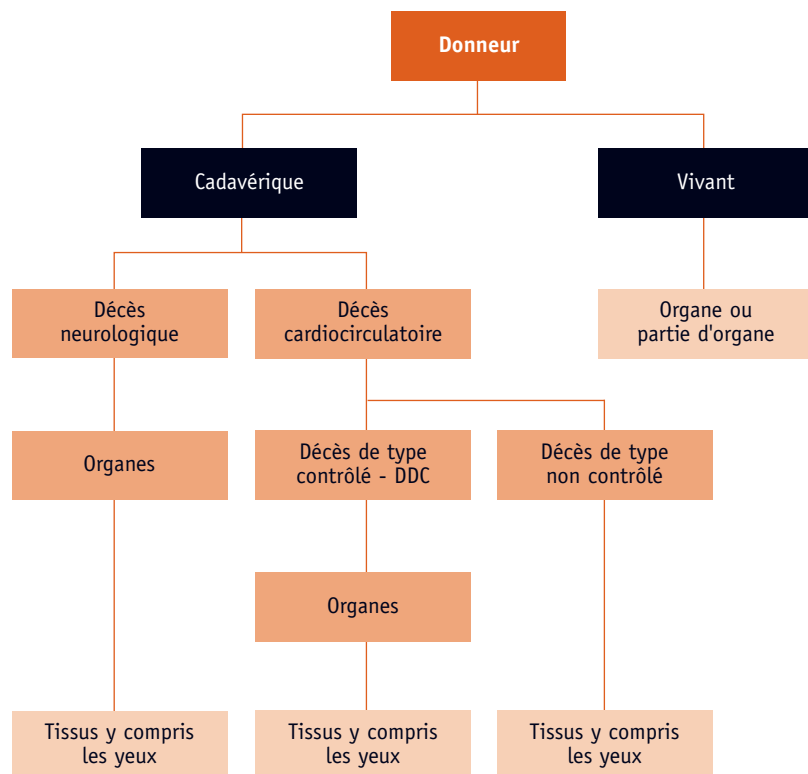 Donneur
Cadavérique
Vivant
Décès
neurologique
Décès
cardiocirculatoire
Organe ou
partie d'organe
Organes
Décès de type
contrôlé - DDC
Décès de type
non contrôlé
Organes
Tissus y compris
les yeux
Tissus y compris
les yeux
Tissus y compris
les yeux